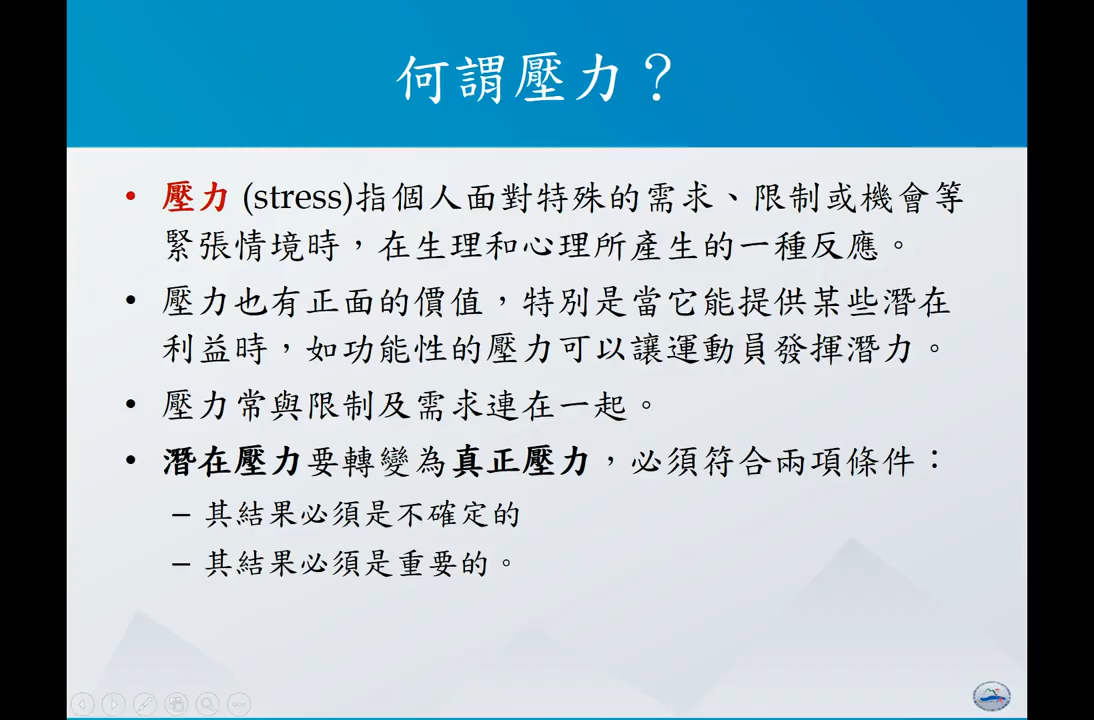 何謂壓力？
• 壓力 (stress)指個人面對特殊的需求、限制或機會等
緊張情境時，在生理和心理所產生的一種反應。
• 壓力也有正面的價值，特別是當它能提供某些潛在
利益時，如功能性的壓力可以讓運動員發揮潛力。
• 壓力常與限制及需求連在一起。
• 潛在壓力要轉變為真正壓力，必須符合兩項條件：
– 其結果必須是不確定的
– 其結果必須是重要的。